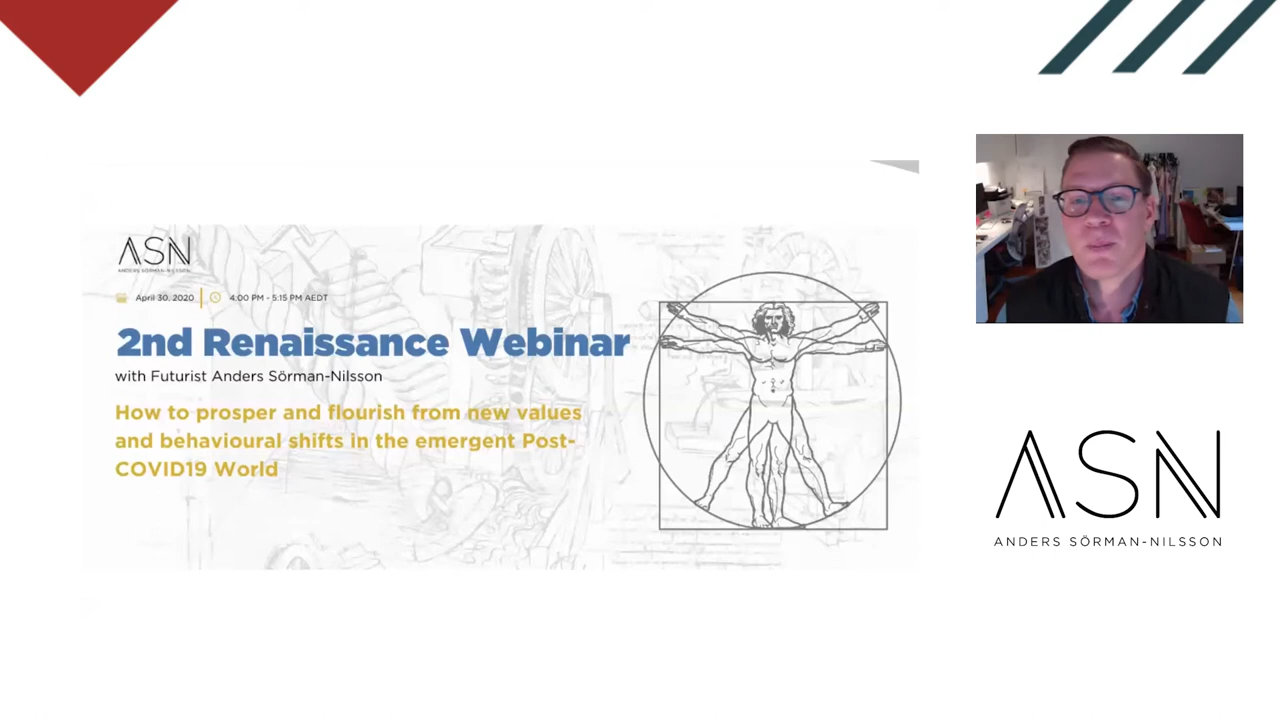 ASN
ANDERS SÖRMAN-NILSSON
April 30, 2020 4:00 PM - 5:15 PM AEDT
2nd Renaissance Webinar
with Futurist Anders Sörman-Nilsson
How to prosper and flourish from new values
and behavioural shifts in the emergent Post-
COVID19 World
ASN
ANDERS SÖRMAN-NILSSON